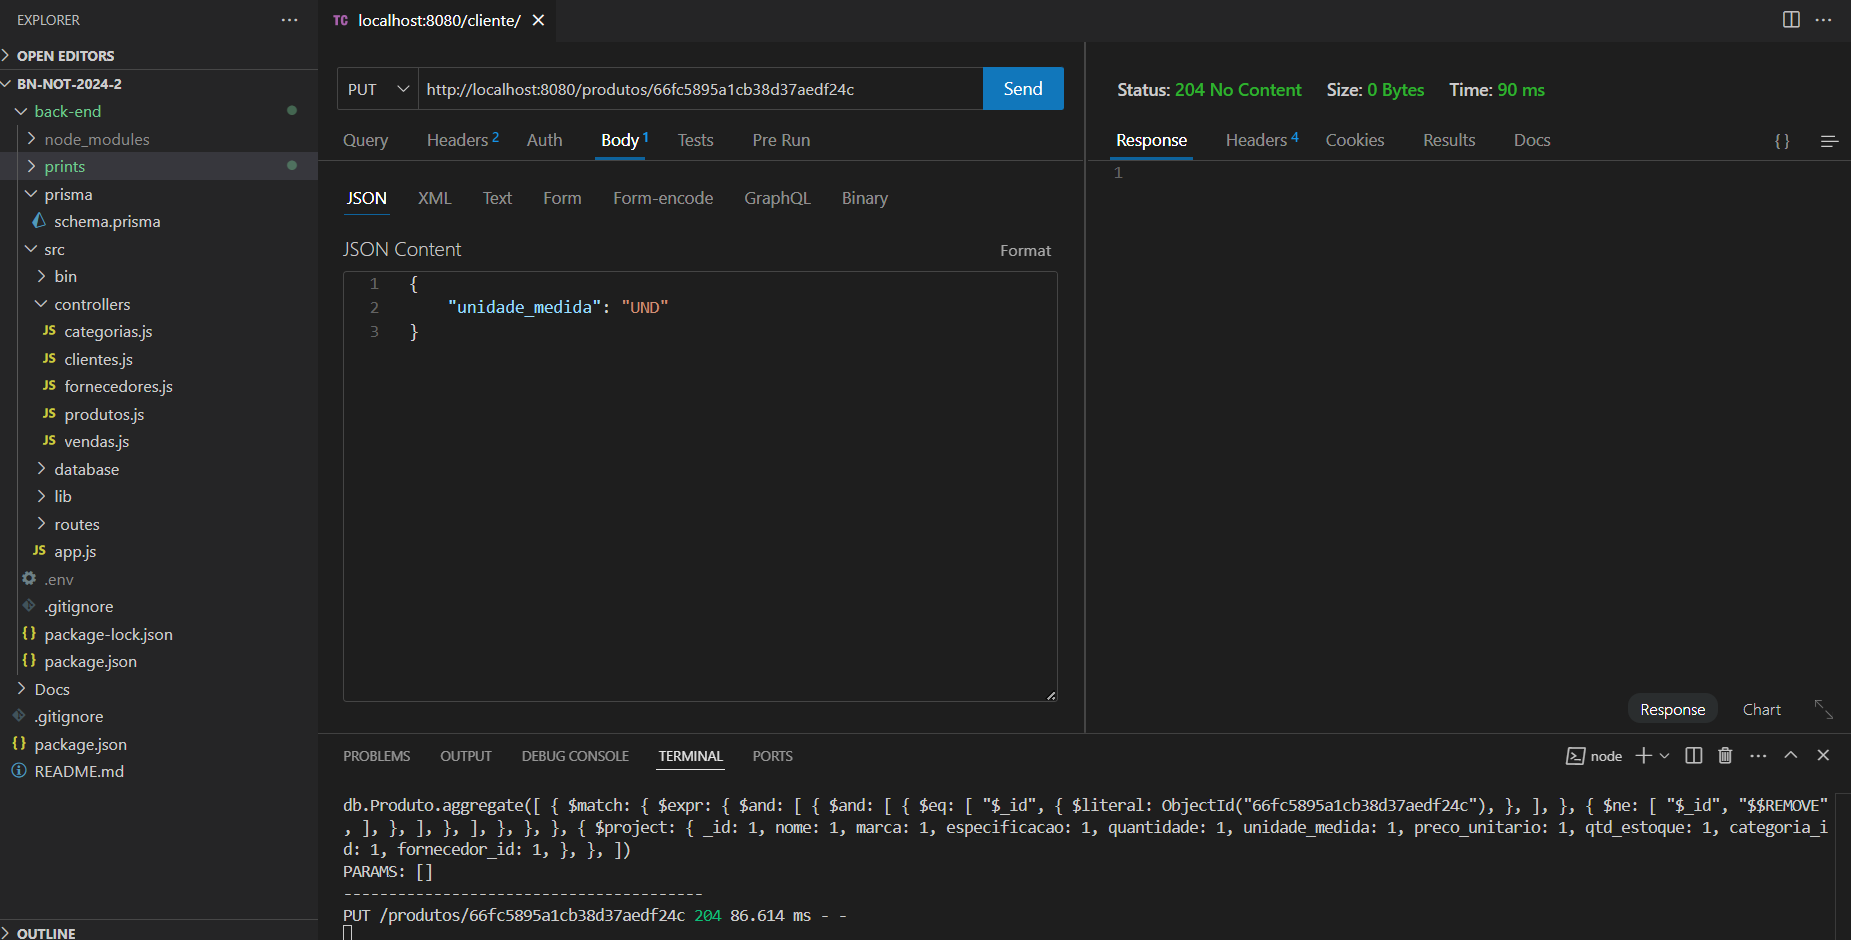 EXPLORER
OPEN EDITORS
BN-NOT-2024-2
back-end
node_modules
prints
prisma
schema.prisma
src
bin
controllers
JS categorias.js
JS clientes.js
JS fornecedores.js
JS produtos.js
JS vendas.js
database
lib
routes
JS app.js
.env
.gitignore
{} package-lock.json
{} package.json
Docs
.gitignore
{} package.json
README.md
OUTLINE
TC localhost:8080/cliente/
PUT http://localhost:8080/produtos/66fc5895a1cb38d37aedf24c Send
Query Headers 2 Auth Body 1 Tests Pre Run
JSON XML Text Form Form-encode GraphQL Binary
JSON Content Format
1 {
2 "unidade_medida": "UND"
3 }
Status: 204 No Content Size: 0 Bytes Time: 90 ms
Response Headers 4 Cookies Results Docs {}
1
Response Chart
PROBLEMS OUTPUT DEBUG CONSOLE TERMINAL PORTS node
db.Produto.aggregate([ { $match: { $expr: { $and: [ { $and: [ { $eq: [ "$_id", { $literal: ObjectId("66fc5895a1cb38d37aedf24c"), }, ], }, { $ne: [ "$_id", "$$REMOVE"
, ], }, ], }, ], }, }, }, { $project: { _id: 1, nome: 1, marca: 1, especificacao: 1, quantidade: 1, unidade_medida: 1, preco_unitario: 1, qtd_estoque: 1, categoria_i
d: 1, fornecedor_id: 1, }, }, ])
PARAMS: []
----------------------------------------
PUT /produtos/66fc5895a1cb38d37aedf24c 204 86.614 ms - -